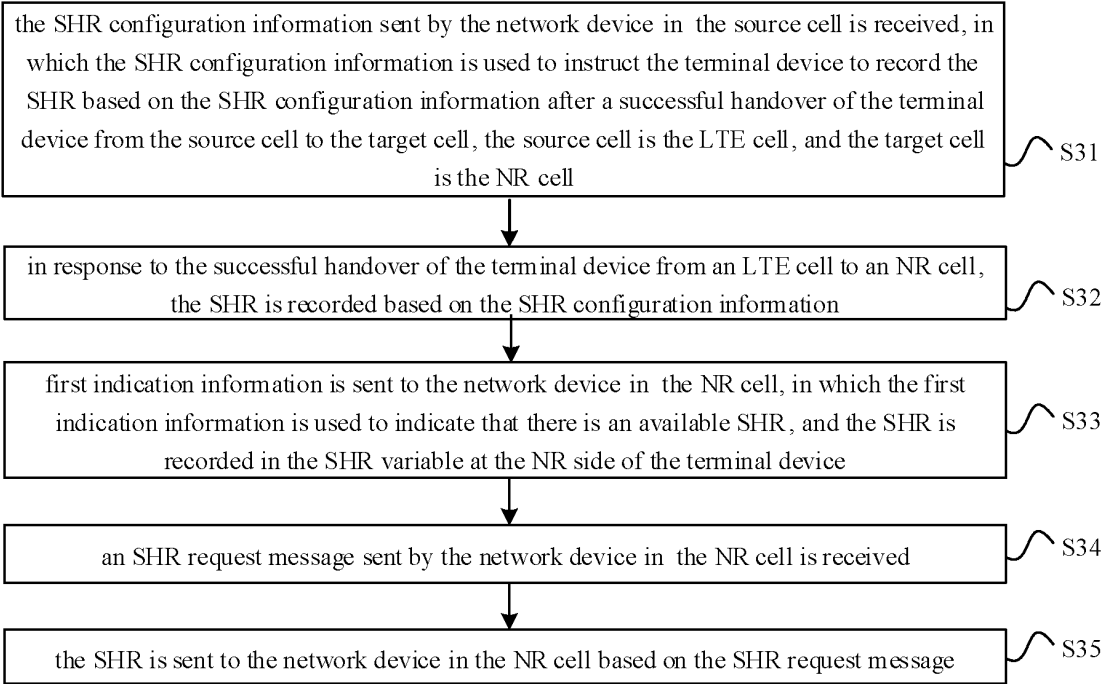 the SHR configuration information sent by the network device in the source cell is received, in
which the SHR configuration information is used to instruct the terminal device to record the
SHR based on the SHR configuration information after a successful handover of the terminal
device from the source cell to the target cell, the source cell is the LTE cell, and the target cell
is the NR cell
S31
in response to the successful handover of the terminal device from an LTE cell to an NR cell,
the SHR is recorded based on the SHR configuration information
S32
first indication information is sent to the network device in the NR cell, in which the first
indication information is used to indicate that there is an available SHR, and the SHR is
recorded in the SHR variable at the NR side of the terminal device
S33
an SHR request message sent by the network device in the NR cell is received
S34
the SHR is sent to the network device in the NR cell based on the SHR request message
S35